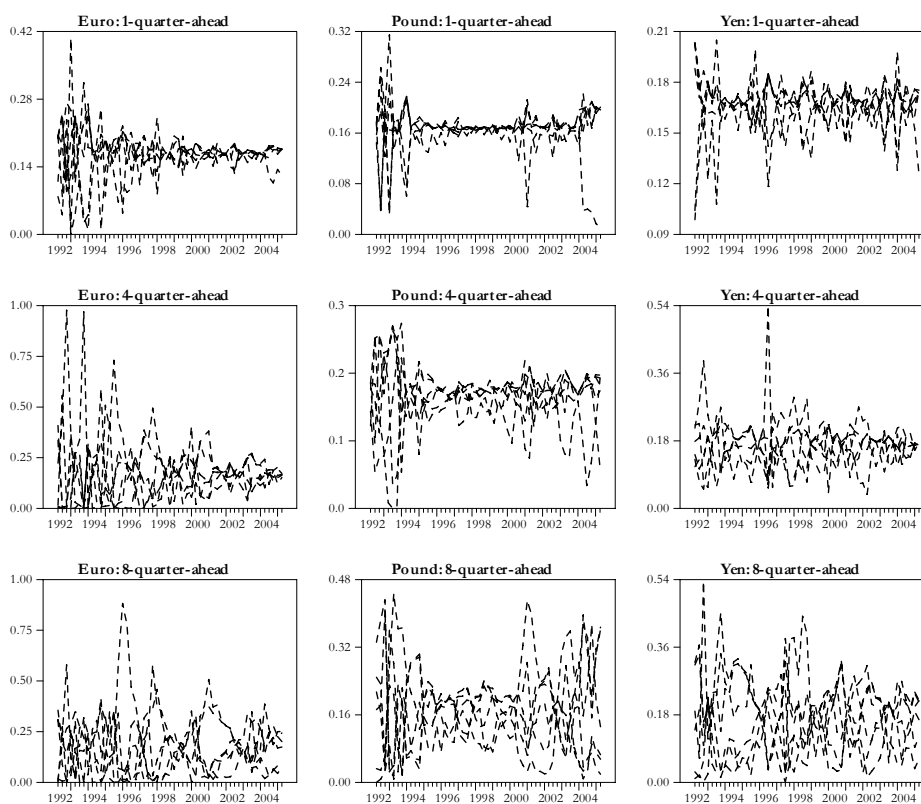 Euro: 1-quarter-ahead
0.42
0.28
0.14
0.00
1992 1994 1996 1998 2000 2002 2004
Pound: 1-quarter-ahead
0.32
0.24
0.16
0.08
0.00
1992 1994 1996 1998 2000 2002 2004
Yen: 1-quarter-ahead
0.21
0.18
0.15
0.12
0.09
1992 1994 1996 1998 2000 2002 2004
Euro: 4-quarter-ahead
1.00
0.75
0.50
0.25
0.00
1992 1994 1996 1998 2000 2002 2004
Pound: 4-quarter-ahead
0.3
0.2
0.1
0.0
1992 1994 1996 1998 2000 2002 2004
Yen: 4-quarter-ahead
0.54
0.36
0.18
0.00
1992 1994 1996 1998 2000 2002 2004
Euro: 8-quarter-ahead
1.00
0.75
0.50
0.25
0.00
1992 1994 1996 1998 2000 2002 2004
Pound: 8-quarter-ahead
0.48
0.32
0.16
0.00
1992 1994 1996 1998 2000 2002 2004
Yen: 8-quarter-ahead
0.54
0.36
0.18
0.00
1992 1994 1996 1998 2000 2002 2004